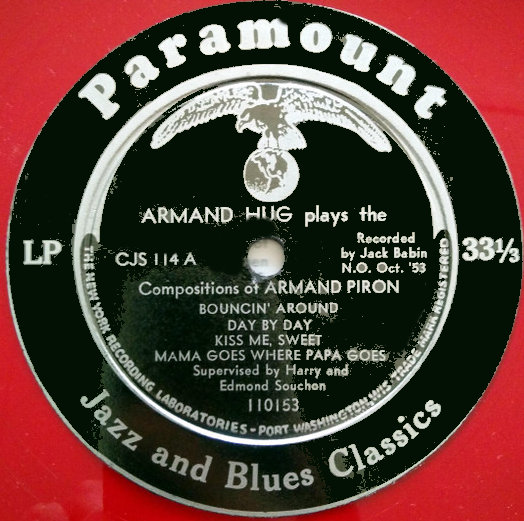 Paramount
ARMAND HUG plays the
LP
CJS 114 A
Recorded
by Jack Babin
N.O. Oct. '53
33⅓
Compositions of ARMAND PIRON
BOUNCIN' AROUND
DAY BY DAY
KISS ME, SWEET
MAMA GOES WHERE PAPA GOES
Supervised by Harry and
Edmond Souchon
110153
THE NEW YORK RECORDING LABORATORIES - PORT WASHINGTON, WIS. TRADE MARK REGISTERED
Jazz and Blues Classics